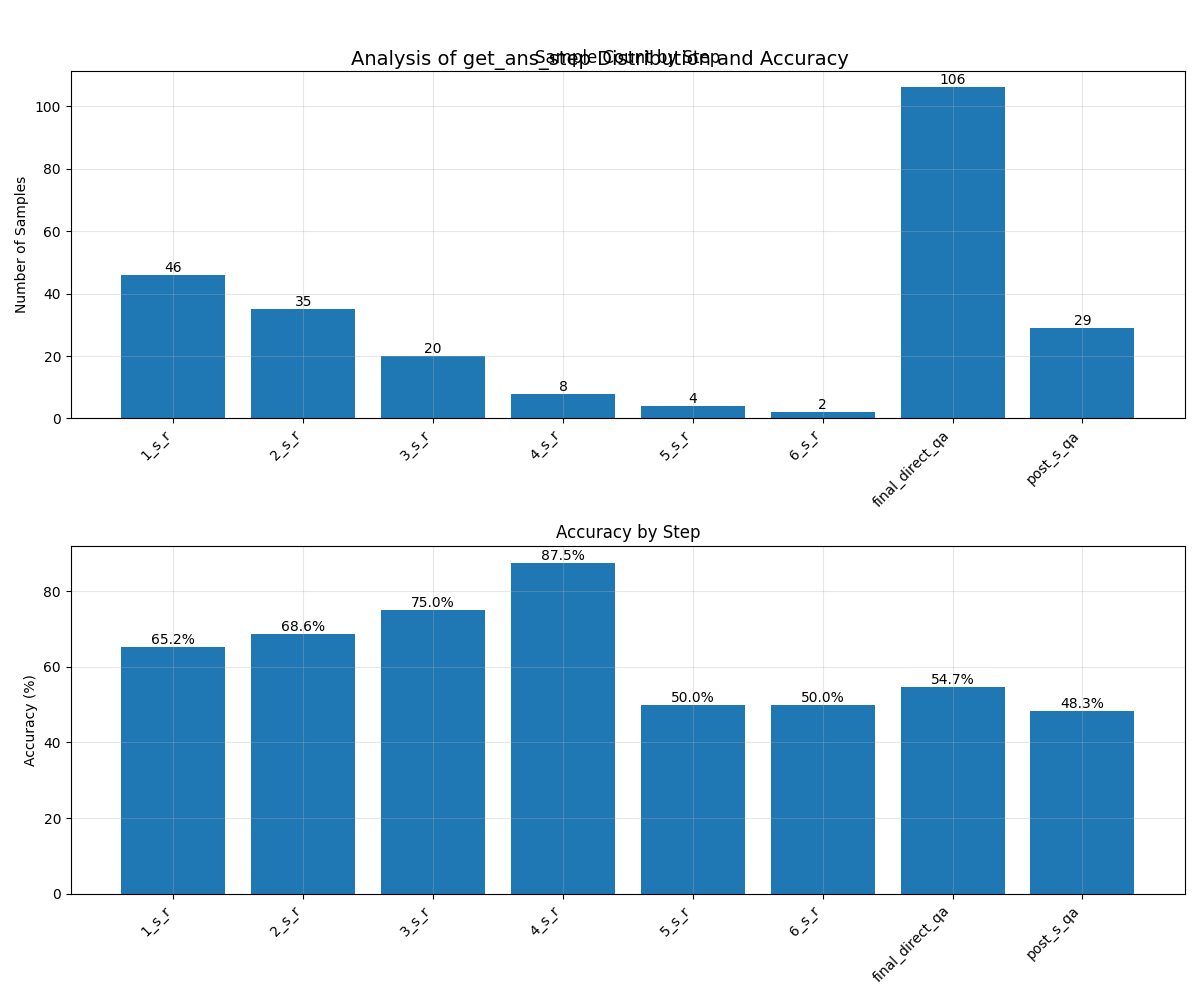 Analysis of get_ans_step Distribution and Accuracy
Sample Count by Step
Number of Samples
100
80
60
40
20
0
46
35
20
8
4
2
106
29
1_s_r
2_s_r
3_s_r
4_s_r
5_s_r
6_s_r
final_direct_qa
post_s_qa
Accuracy by Step
Accuracy (%)
80
60
40
20
0
65.2%
68.6%
75.0%
87.5%
50.0%
50.0%
54.7%
48.3%
1_s_r
2_s_r
3_s_r
4_s_r
5_s_r
6_s_r
final_direct_qa
post_s_qa